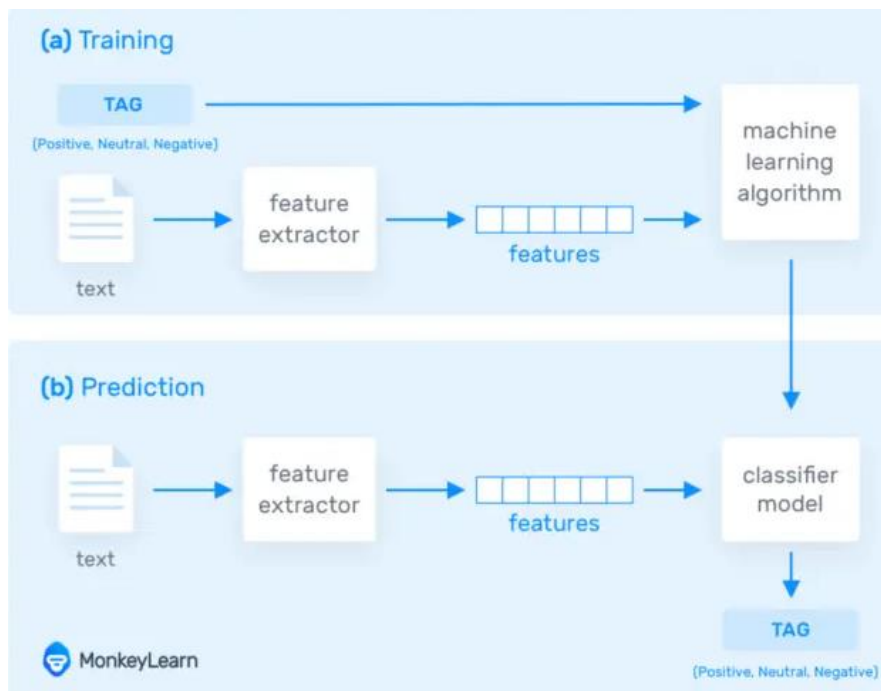 (a) Training
TAG
(Positive, Neutral, Negative)
text
feature
extractor
features
machine
learning
algorithm
(b) Prediction
text
feature
extractor
features
classifier
model
TAG
(Positive, Neutral, Negative)
MonkeyLearn